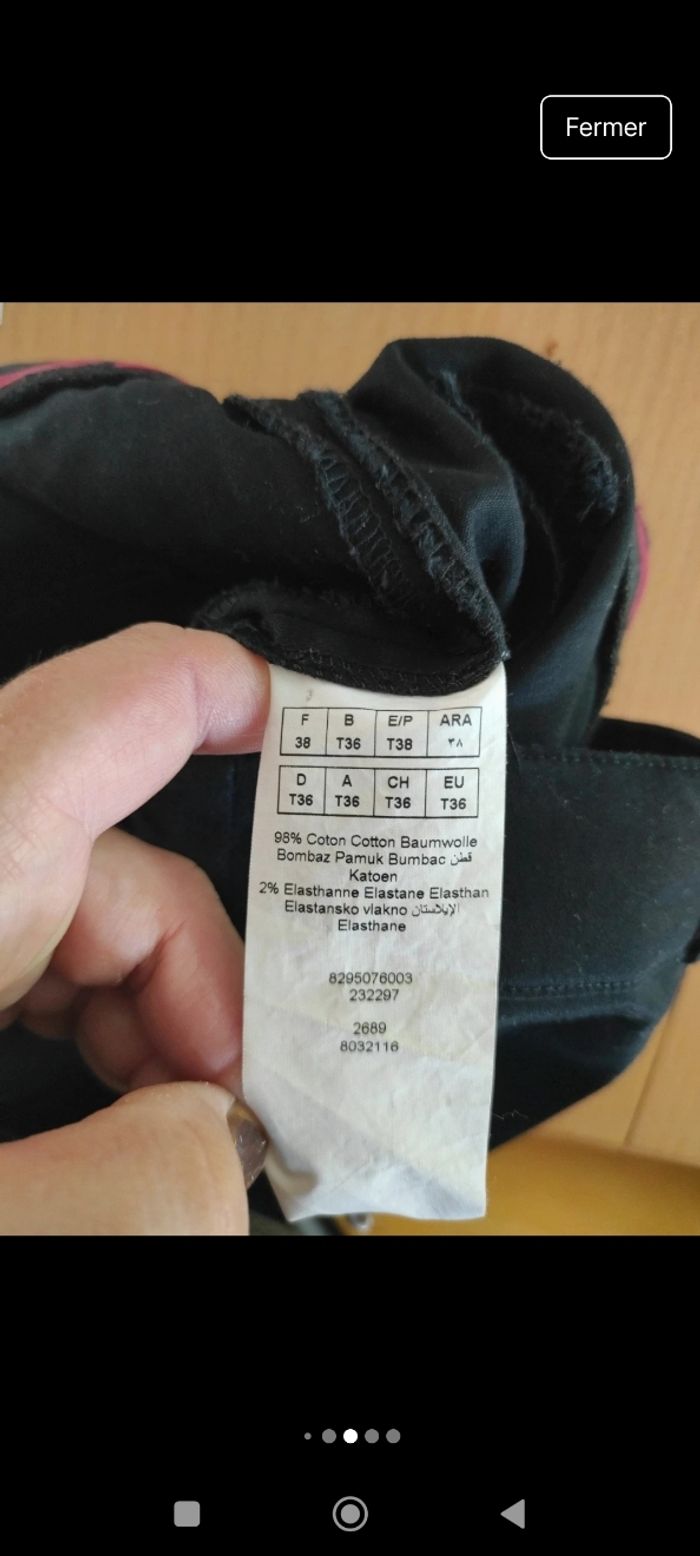 Fermer
F B E/P ARA
38 T36 T38 ٣٨
D A CH EU
T36 T36 T36 T36
98% Coton Cotton Baumwolle
Bombaz Pamuk Bumbac قطن
Katoen
2% Elasthanne Elastane Elasthan
Elastansko vlakno الإيلاستان
Elasthane
8295076003
232297
2689
8032116